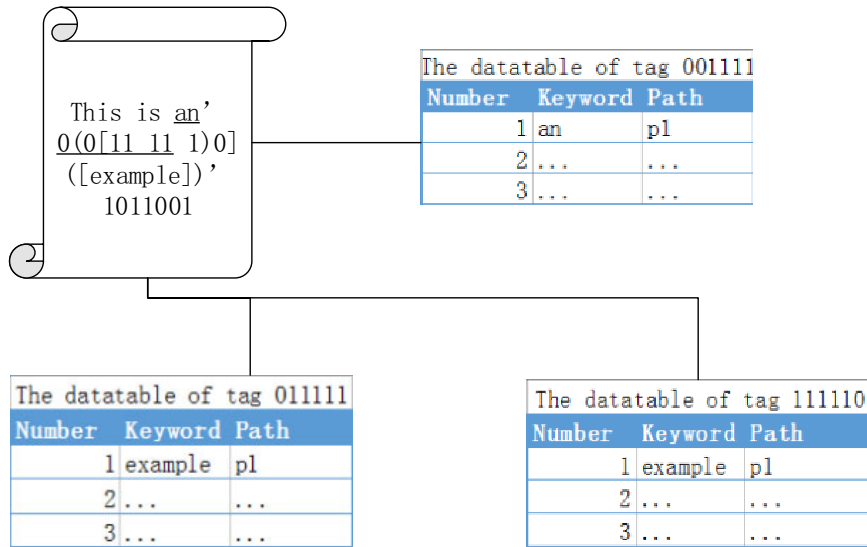 This is an’
0(0[11 11 1)0]
([example])’
1011001
The datatable of tag 001111
Number Keyword Path
1 an p1
2 ... ...
3 ... ...
The datatable of tag 011111
Number Keyword Path
1 example p1
2 ... ...
3 ... ...
The datatable of tag 111110
Number Keyword Path
1 example p1
2 ... ...
3 ... ...